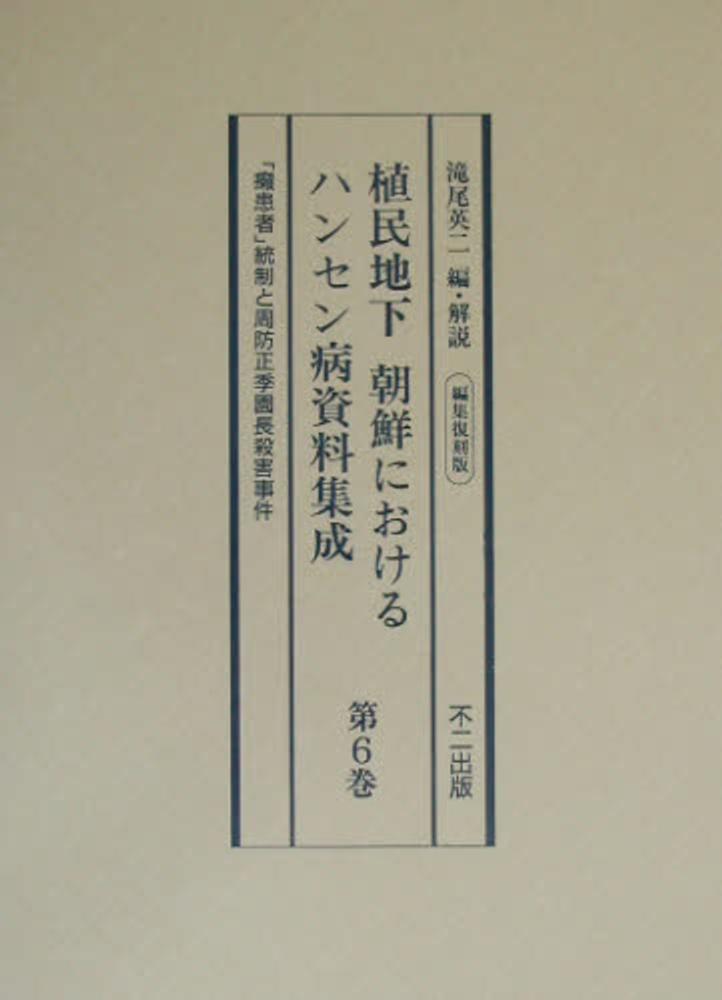 滝尾英二 編・解説 編集復刻版 不二出版
植民地下 朝鮮における
ハンセン病資料集成
第6巻
「癩患者」統制と周防正季園長殺害事件